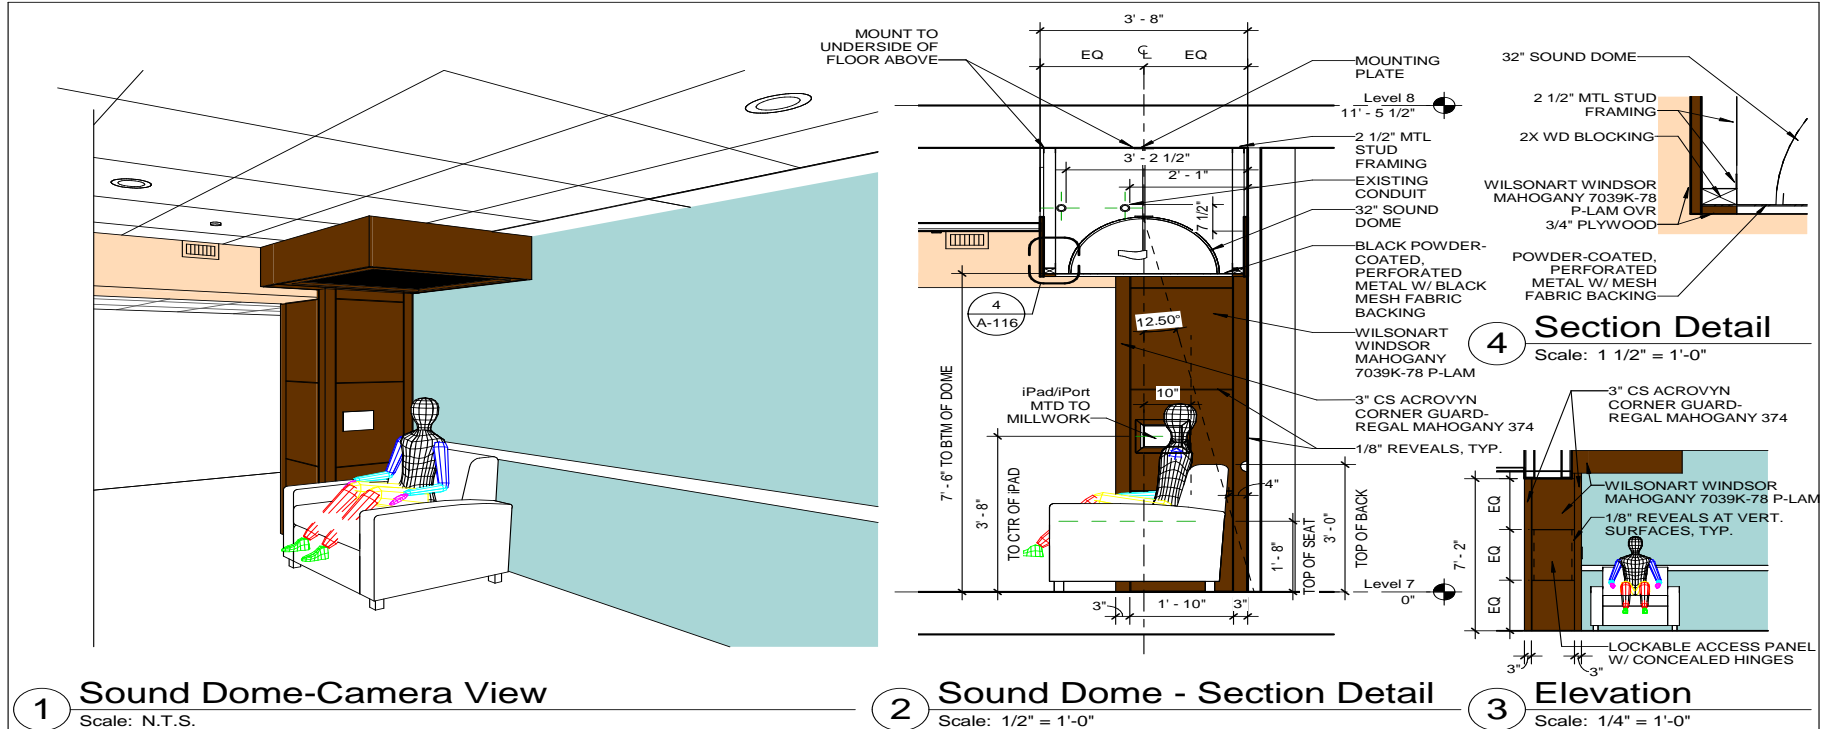 1
Sound Dome-Camera View
Scale: N.T.S.
MOUNT TO
UNDERSIDE OF
FLOOR ABOVE
3' - 8"
EQ
℄
EQ
MOUNTING
PLATE
Level 8
11' - 5 1/2"
2 1/2" MTL
STUD
FRAMING
3' - 2 1/2"
2' - 1"
EXISTING
CONDUIT
7 1/2"
32" SOUND
DOME
BLACK POWDER-
COATED,
PERFORATED
METAL W/ BLACK
MESH FABRIC
BACKING
4
A-116
12.50°
WILSONART
WINDSOR
MAHOGANY
7039K-78 P-LAM
iPad/iPort
MTD TO
MILLWORK
10"
3" CS ACROVYN
CORNER GUARD-
REGAL MAHOGANY 374
1/8" REVEALS, TYP.
7' - 6" TO BTM OF DOME
3' - 8"
TO CTR OF iPAD
4"
1' - 8"
TOP OF SEAT
3' - 0"
TOP OF BACK
Level 7
0"
3"
1' - 10"
3"
2
Sound Dome - Section Detail
Scale: 1/2" = 1'-0"
32" SOUND DOME
2 1/2" MTL STUD
FRAMING
2X WD BLOCKING
WILSONART WINDSOR
MAHOGANY 7039K-78
P-LAM OVR
3/4" PLYWOOD
POWDER-COATED,
PERFORATED
METAL W/ MESH
FABRIC BACKING
4
Section Detail
Scale: 1 1/2" = 1'-0"
3" CS ACROVYN
CORNER GUARD-
REGAL MAHOGANY 374
WILSONART WINDSOR
MAHOGANY 7039K-78 P-LAM
1/8" REVEALS AT VERT.
SURFACES, TYP.
7' - 2"
EQ
EQ
EQ
LOCKABLE ACCESS PANEL
W/ CONCEALED HINGES
3"
3"
3
Elevation
Scale: 1/4" = 1'-0"